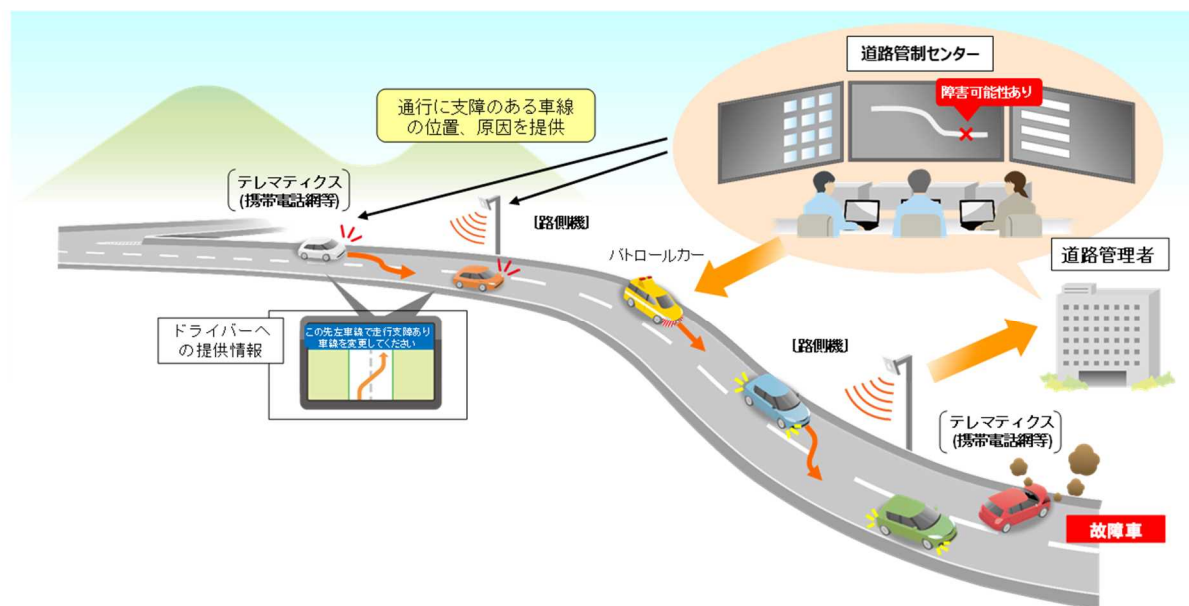 道路管制センター
障害可能性あり
通行に支障のある車線
の位置、原因を提供
テレマティクス
(携帯電話網等)
[路側機]
パトロールカー
道路管理者
ドライバーへ
の提供情報
この先左車線で走行支障あり
車線を変更してください
[路側機]
テレマティクス
(携帯電話網等)
故障車